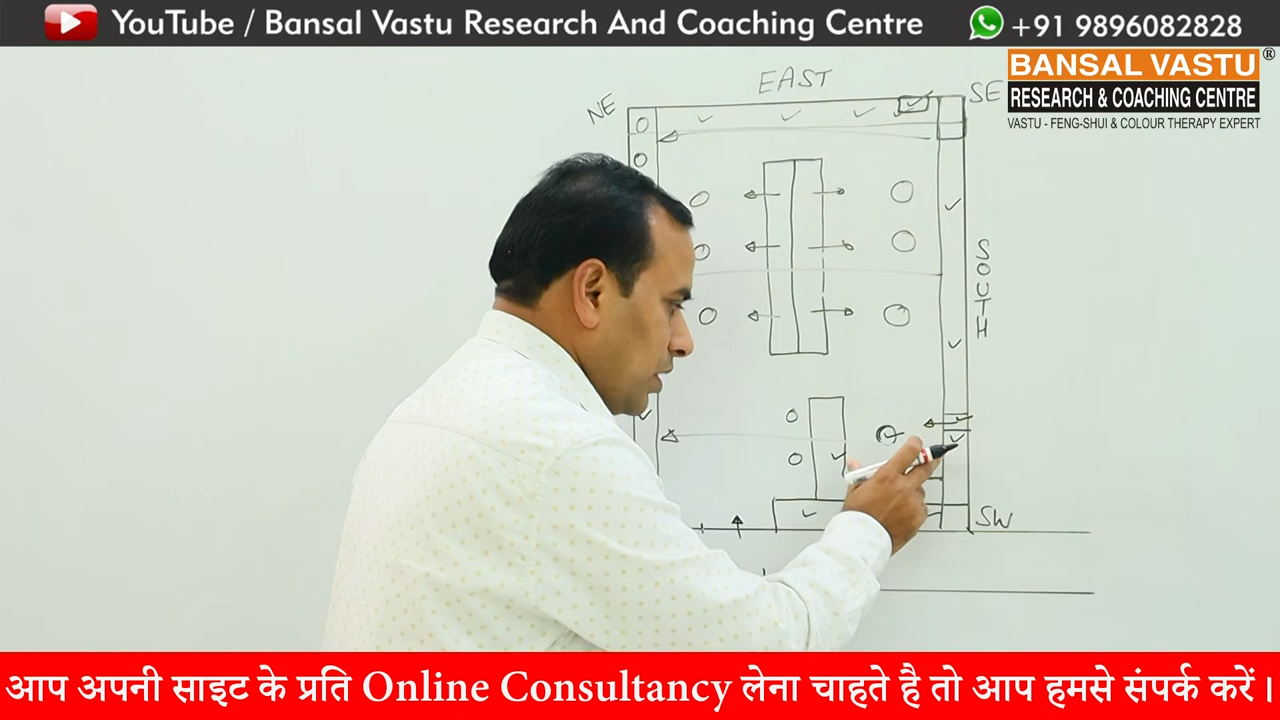 YouTube / Bansal Vastu Research And Coaching Centre
+91 9896082828
BANSAL VASTU®
RESEARCH & COACHING CENTRE
VASTU - FENG-SHUI & COLOUR THERAPY EXPERT
EAST
NE
SE
SOUTH
SW
आप अपनी साइट के प्रति Online Consultancy लेना चाहते है तो आप हमसे संपर्क करें।